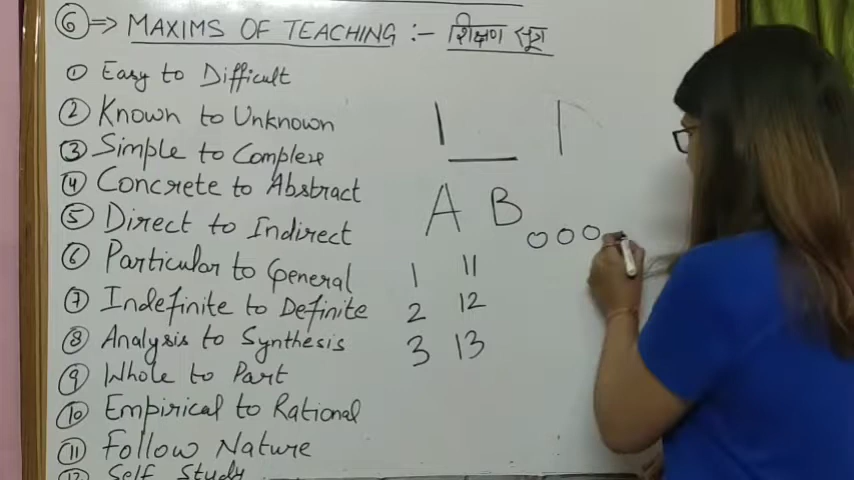 ⑥ ⇒ MAXIMS OF TEACHING :- शिक्षण सूत्र
① Easy to Difficult
② Known to Unknown
③ Simple to Complexe
④ Concrete to Abstract
⑤ Direct to Indirect
⑥ Particular to General
⑦ Indefinite to Definite
⑧ Analysis to Synthesis
⑨ Whole to Part
⑩ Empirical to Rational
⑪ Follow Nature
⑫ Self Study
A B
1 11
2 12
3 13